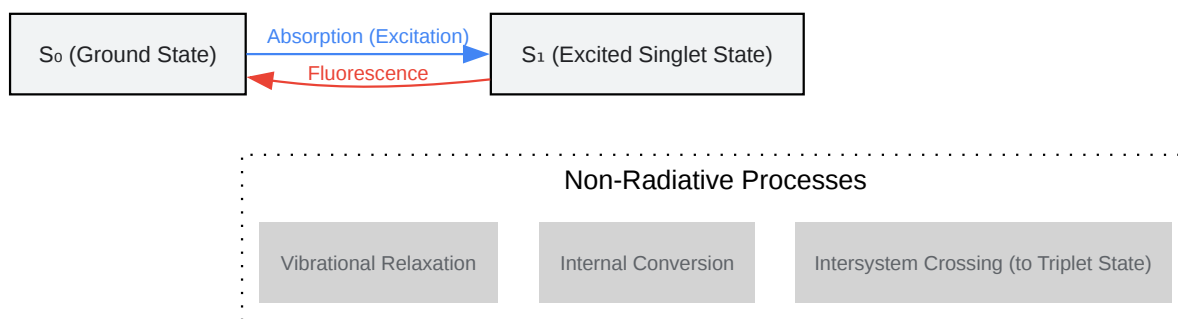 S₀ (Ground State)
Absorption (Excitation)
Fluorescence
S₁ (Excited Singlet State)
Non-Radiative Processes
Vibrational Relaxation
Internal Conversion
Intersystem Crossing (to Triplet State)